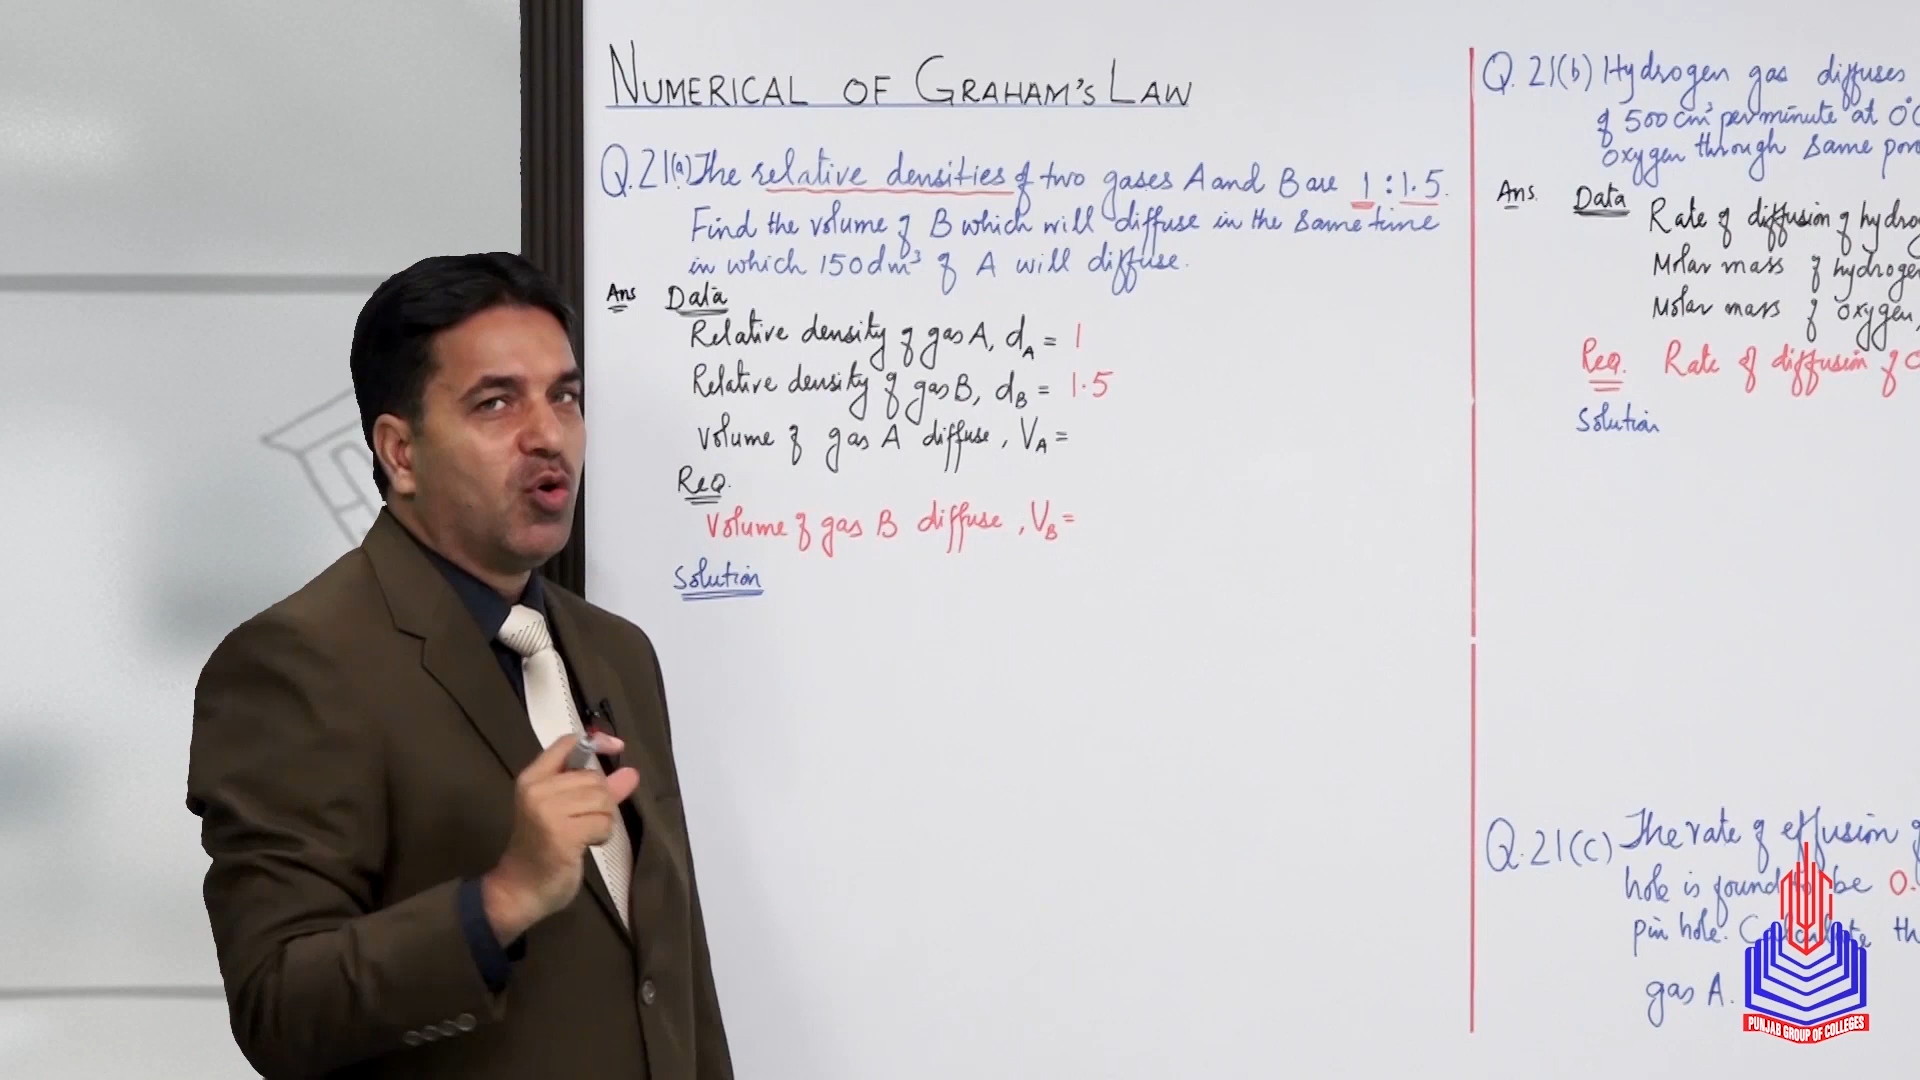 NUMERICAL OF GRAHAM'S LAW
Q.21(a) The relative densities of two gases A and B are 1 : 1.5.
Find the volume of B which will diffuse in the same time
in which 150dm³ of A will diffuse.
Ans Data
Relative density of gas A, dA = 1
Relative density of gas B, dB = 1.5
Volume of gas A diffuse, VA =
Req.
Volume of gas B diffuse, VB =
Solution
Q.21(b) Hydrogen gas diffuses
of 500 cm³ per minute at 0°C
oxygen through same
Ans. Data
Rate of diffusion of
Molar mass of
Molar mass of oxygen,
Req. Rate of diffusion of
Solution
Q.21(c) The rate of effusion
hole is found to be 0.
pin hole. Calculate
gas A.
PUNJAB GROUP OF COLLEGES